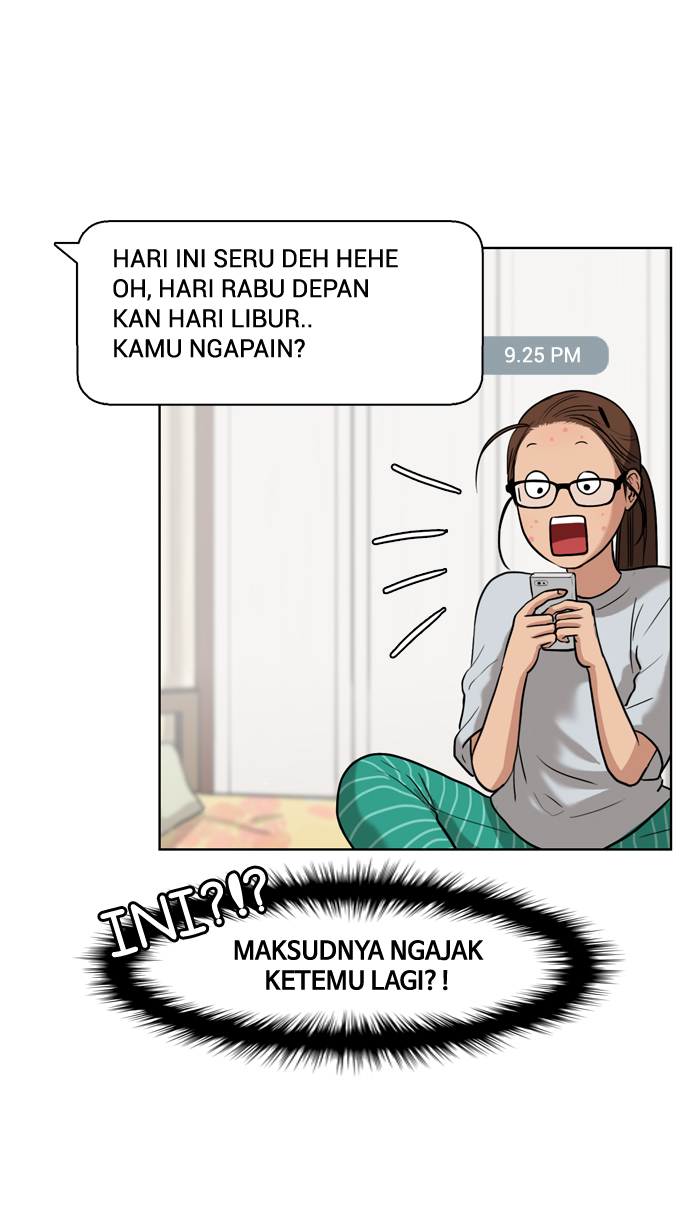 HARI INI SERU DEH HEHE
OH, HARI RABU DEPAN
KAN HARI LIBUR..
KAMU NGAPAIN?
9.25 PM
INI?!?
MAKSUDNYA NGAJAK
KETEMU LAGI?!